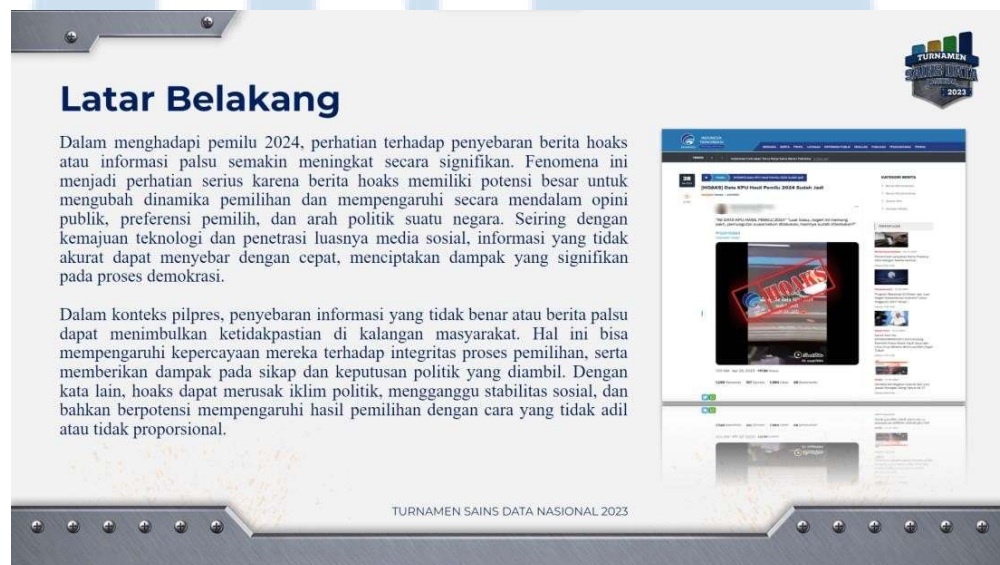 TURNAMEN
SAINS DATA
NASIONAL
2023
Latar Belakang
Dalam menghadapi pemilu 2024, perhatian terhadap penyebaran berita hoaks
atau informasi palsu semakin meningkat secara signifikan. Fenomena ini
menjadi perhatian serius karena berita hoaks memiliki potensi besar untuk
mengubah dinamika pemilihan dan mempengaruhi secara mendalam opini
publik, preferensi pemilih, dan arah politik suatu negara. Seiring dengan
kemajuan teknologi dan penetrasi luasnya media sosial, informasi yang tidak
akurat dapat menyebar dengan cepat, menciptakan dampak yang signifikan
pada proses demokrasi.
Dalam konteks pilpres, penyebaran informasi yang tidak benar atau berita palsu
dapat menimbulkan ketidakpastian di kalangan masyarakat. Hal ini bisa
mempengaruhi kepercayaan mereka terhadap integritas proses pemilihan, serta
memberikan dampak pada sikap dan keputusan politik yang diambil. Dengan
kata lain, hoaks dapat merusak iklim politik, mengganggu stabilitas sosial, dan
bahkan berpotensi mempengaruhi hasil pemilihan dengan cara yang tidak adil
atau tidak proporsional.
[HOAKS] Data KPU Hasil Pemilu 2024 Sudah Jadi
HOAKS
TURNAMEN SAINS DATA NASIONAL 2023